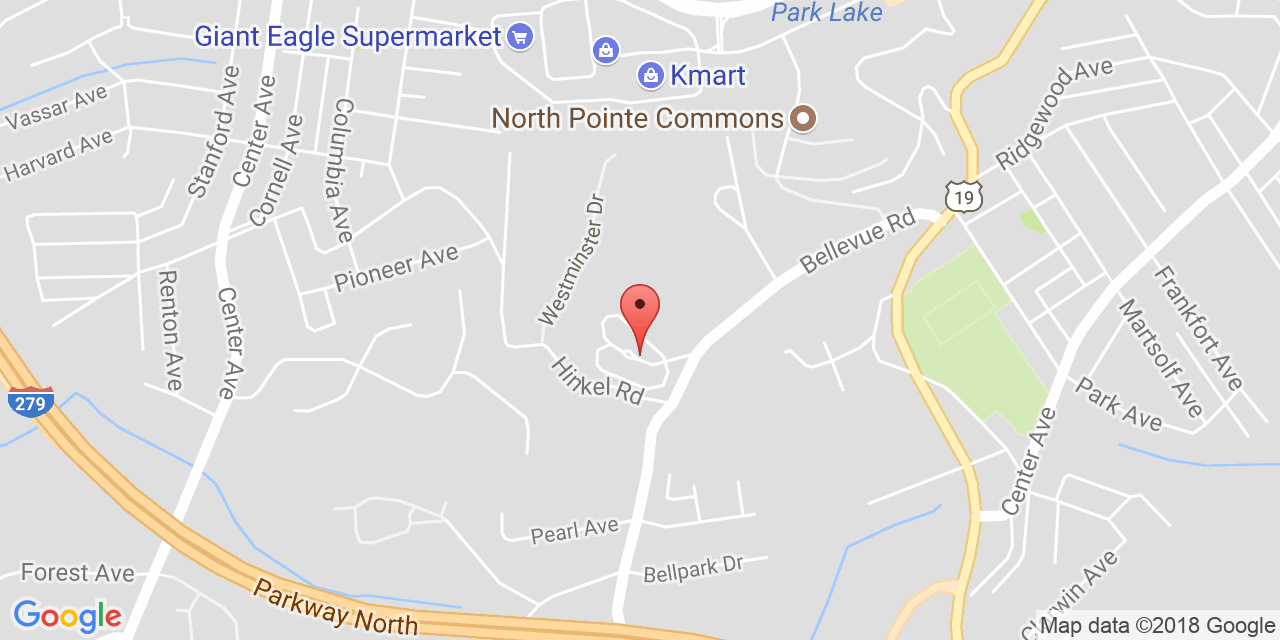 Park Lake
Giant Eagle Supermarket
Kmart
North Pointe Commons
Vassar Ave
Harvard Ave
Stanford Ave
Center Ave
Cornell Ave
Columbia Ave
Ridgewood Ave
19
Bellevue Rd
Westminster Dr
Pioneer Ave
Renton Ave
Center Ave
Hinkel Rd
Frankfort Ave
Martsolf Ave
Park Ave
Center Ave
279
Pearl Ave
Bellpark Dr
Forest Ave
Parkway North
Google
Map data ©2018 Google